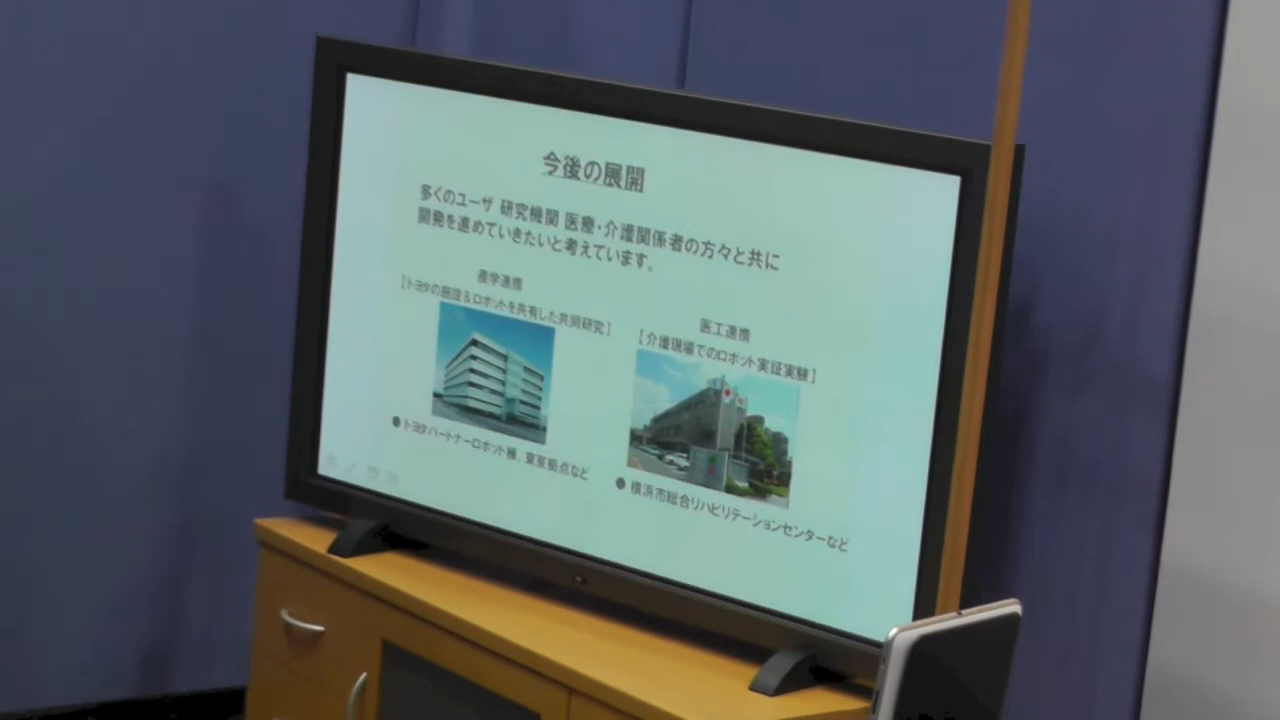 今後の展開
多くのユーザ 研究機関 医療・介護関係者の方々と共に
開発を進めていきたいと考えています。
産学連携
【トヨタの施設＆ロボットを共有した共同研究】
医工連携
【介護現場でのロボット実証実験】
●トヨタパートナーロボット棟、東京拠点など
●横浜市総合リハビリテーションセンターなど